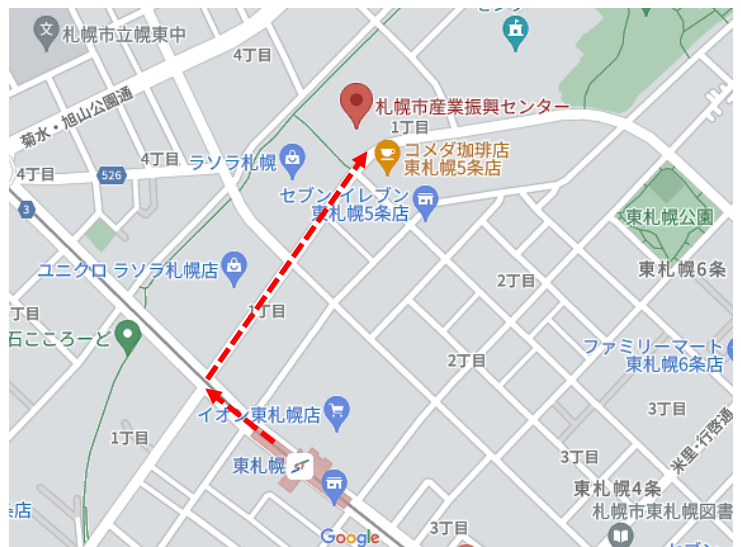 札幌市立幌東中
4丁目
菊水・旭山公園通
札幌市産業振興センター
1丁目
コメダ珈琲店
東札幌5条店
4丁目
ラソラ札幌
4丁目
526
セブン-イレブン
東札幌5条店
3
東札幌公園
ユニクロ ラソラ札幌店
東札幌6条
2丁目
丁目
1丁目
石こころーど
ファミリーマート
東札幌6条店
2丁目
イオン東札幌店
3丁目
1丁目
米里・行啓通
東札幌
3丁目
東札幌4条
条店
札幌市東札幌図書
3丁目
Google